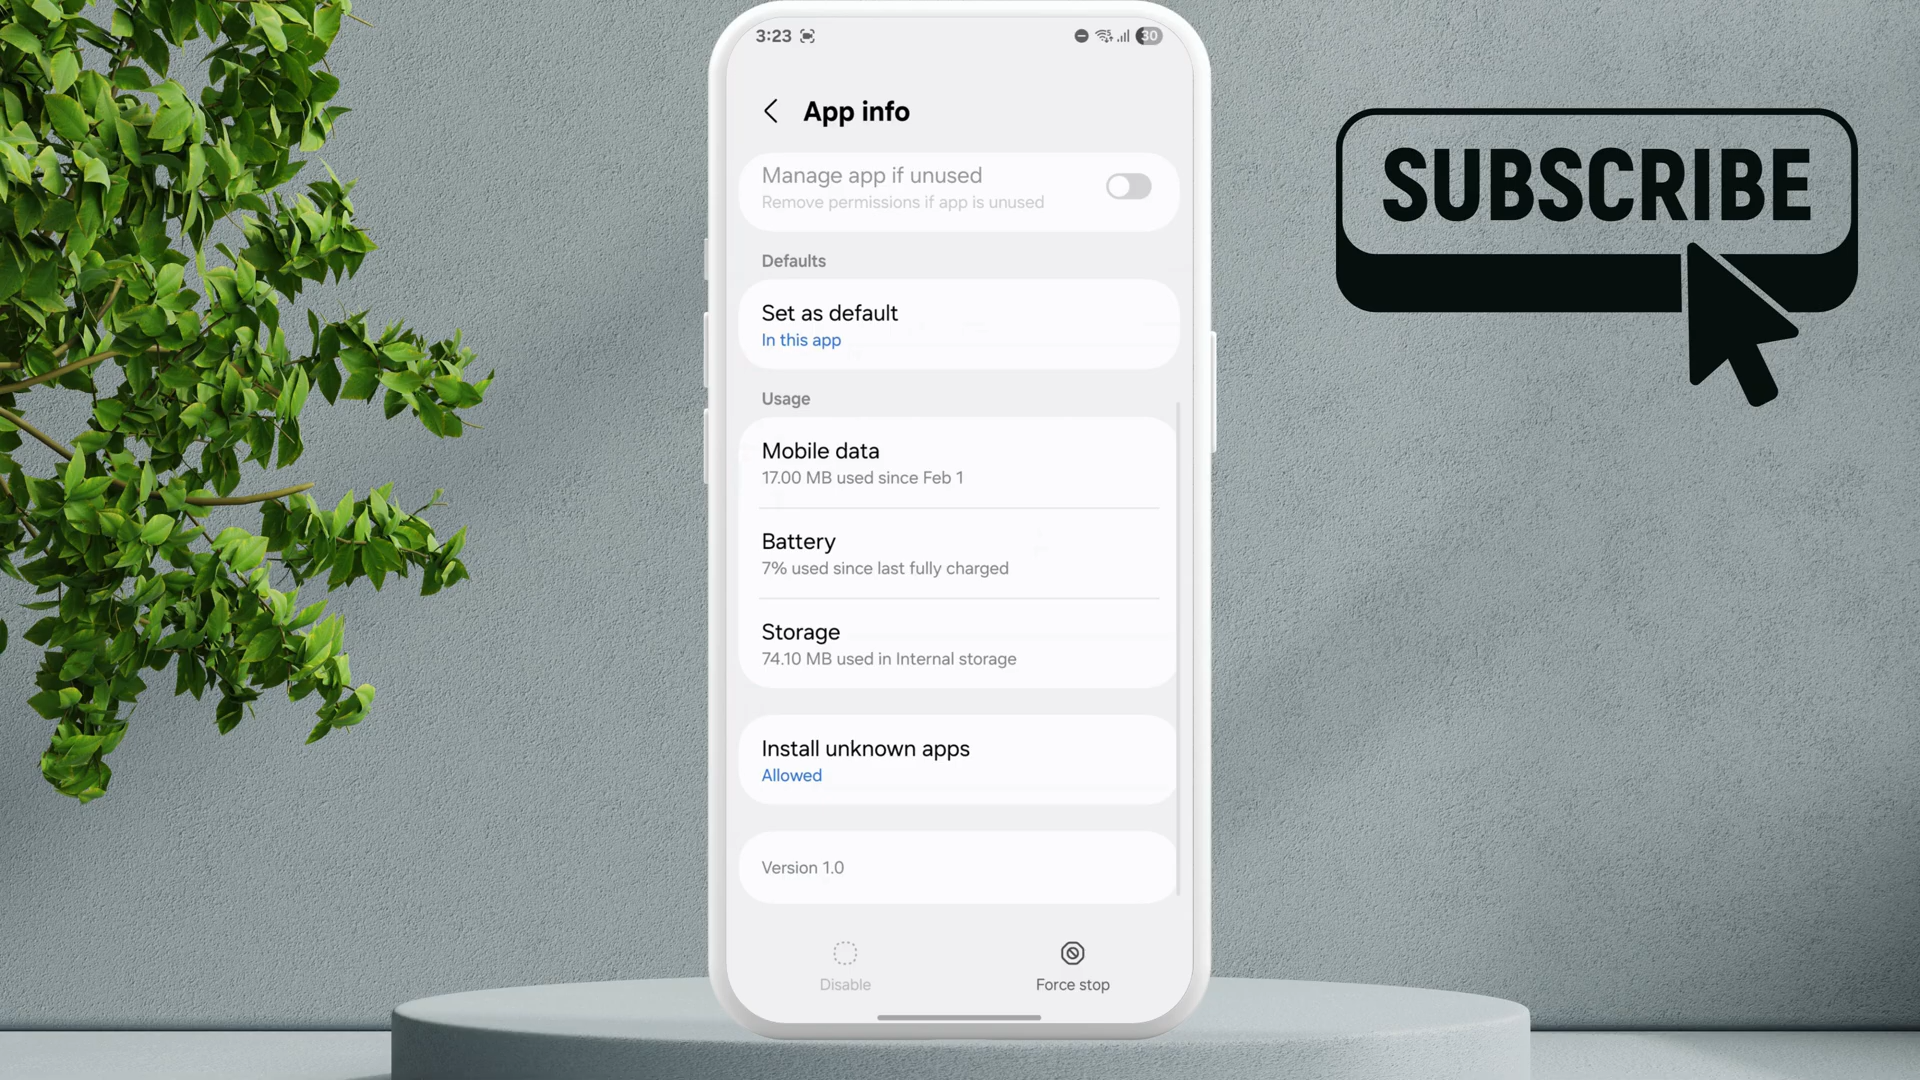 3:23
30
App info
SUBSCRIBE
Manage app if unused
Remove permissions if app is unused
Defaults
Set as default
In this app
Usage
Mobile data
17.00 MB used since Feb 1
Battery
7% used since last fully charged
Storage
74.10 MB used in Internal storage
Install unknown apps
Allowed
Version 1.0
Disable
Force stop